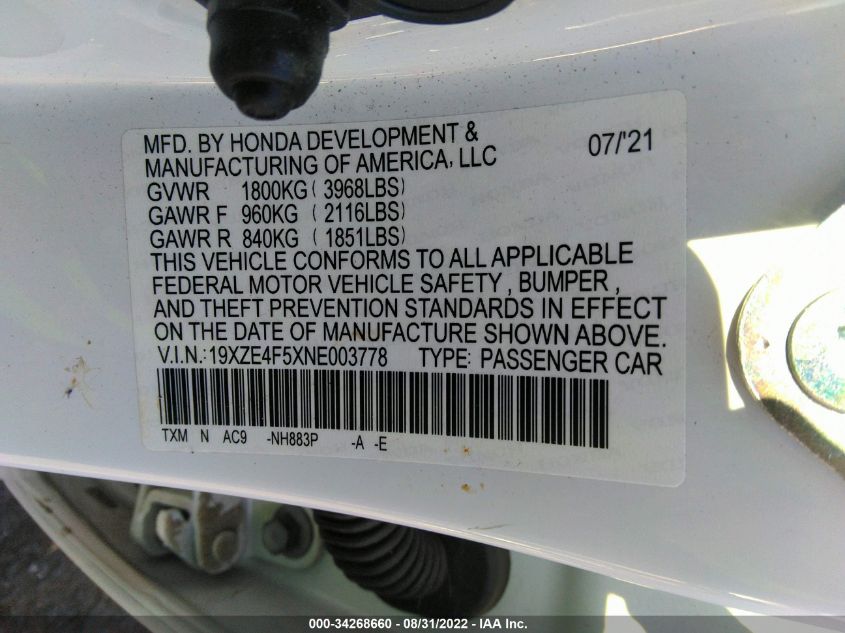 MFD. BY HONDA DEVELOPMENT & 07/'21
MANUFACTURING OF AMERICA, LLC
GVWR 1800KG ( 3968LBS)
GAWR F 960KG ( 2116LBS)
GAWR R 840KG ( 1851LBS)
THIS VEHICLE CONFORMS TO ALL APPLICABLE
FEDERAL MOTOR VEHICLE SAFETY , BUMPER ,
AND THEFT PREVENTION STANDARDS IN EFFECT
ON THE DATE OF MANUFACTURE SHOWN ABOVE.
V.I.N.:19XZE4F5XNE003778 TYPE: PASSENGER CAR
TXM N AC9 -NH883P -A -E
000-34268660 - 08/31/2022 - IAA Inc.